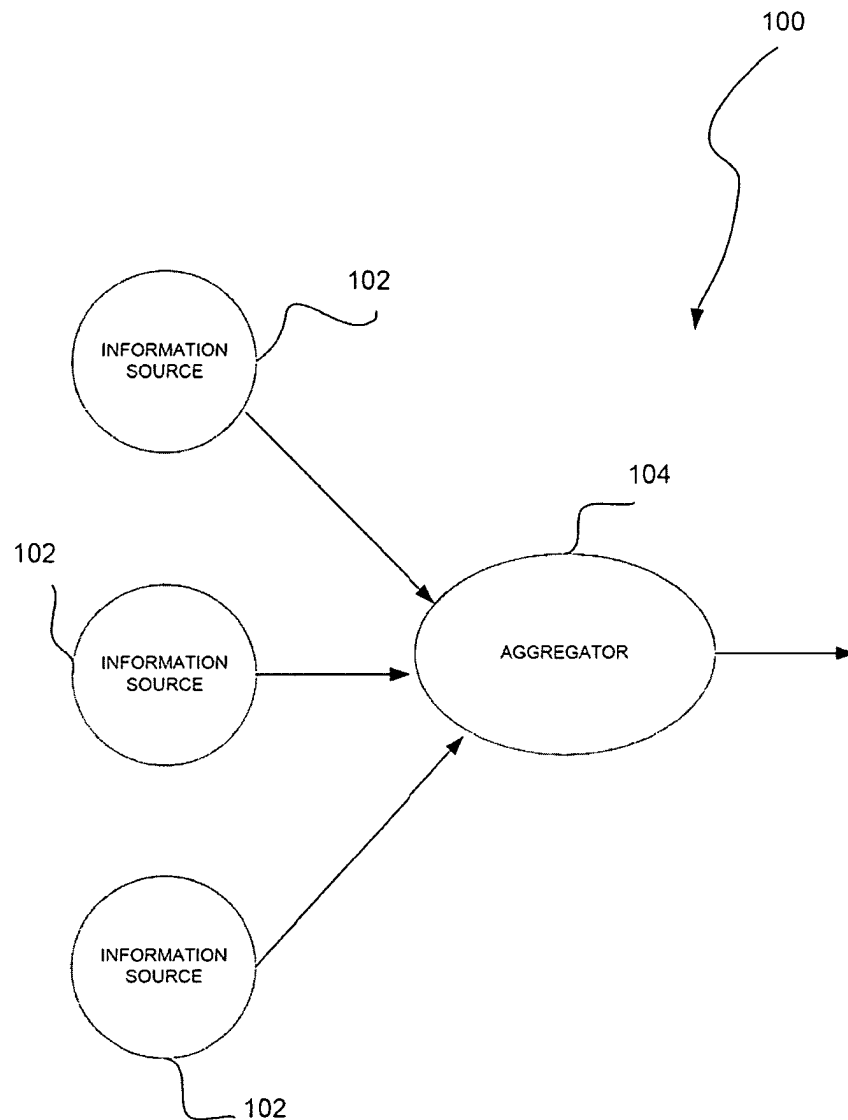 100
102
INFORMATION
SOURCE
104
102
INFORMATION
SOURCE
AGGREGATOR
INFORMATION
SOURCE
102